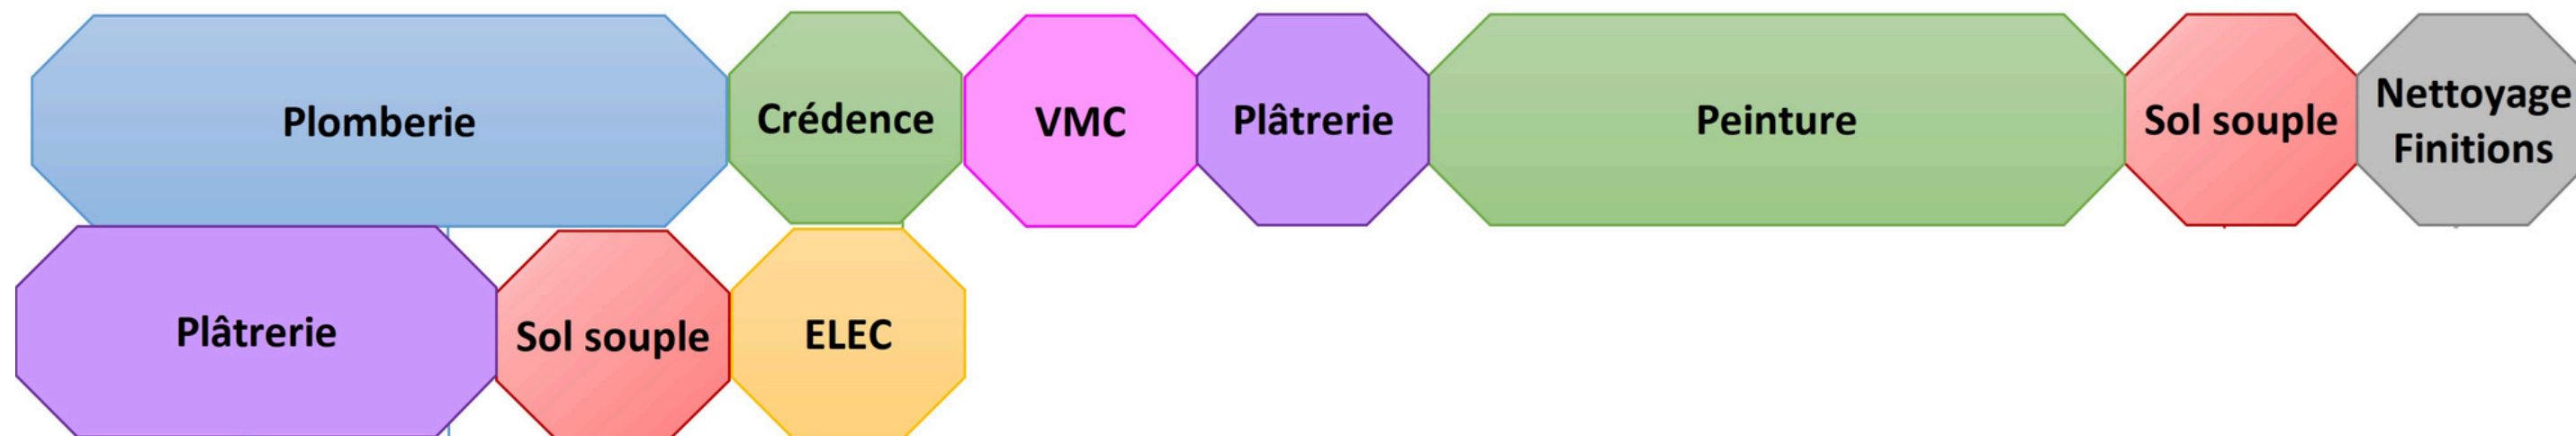 Plomberie
Crédence
VMC
Plâtrerie
Peinture
Sol souple
Nettoyage
Finitions
Plâtrerie
Sol souple
ELEC